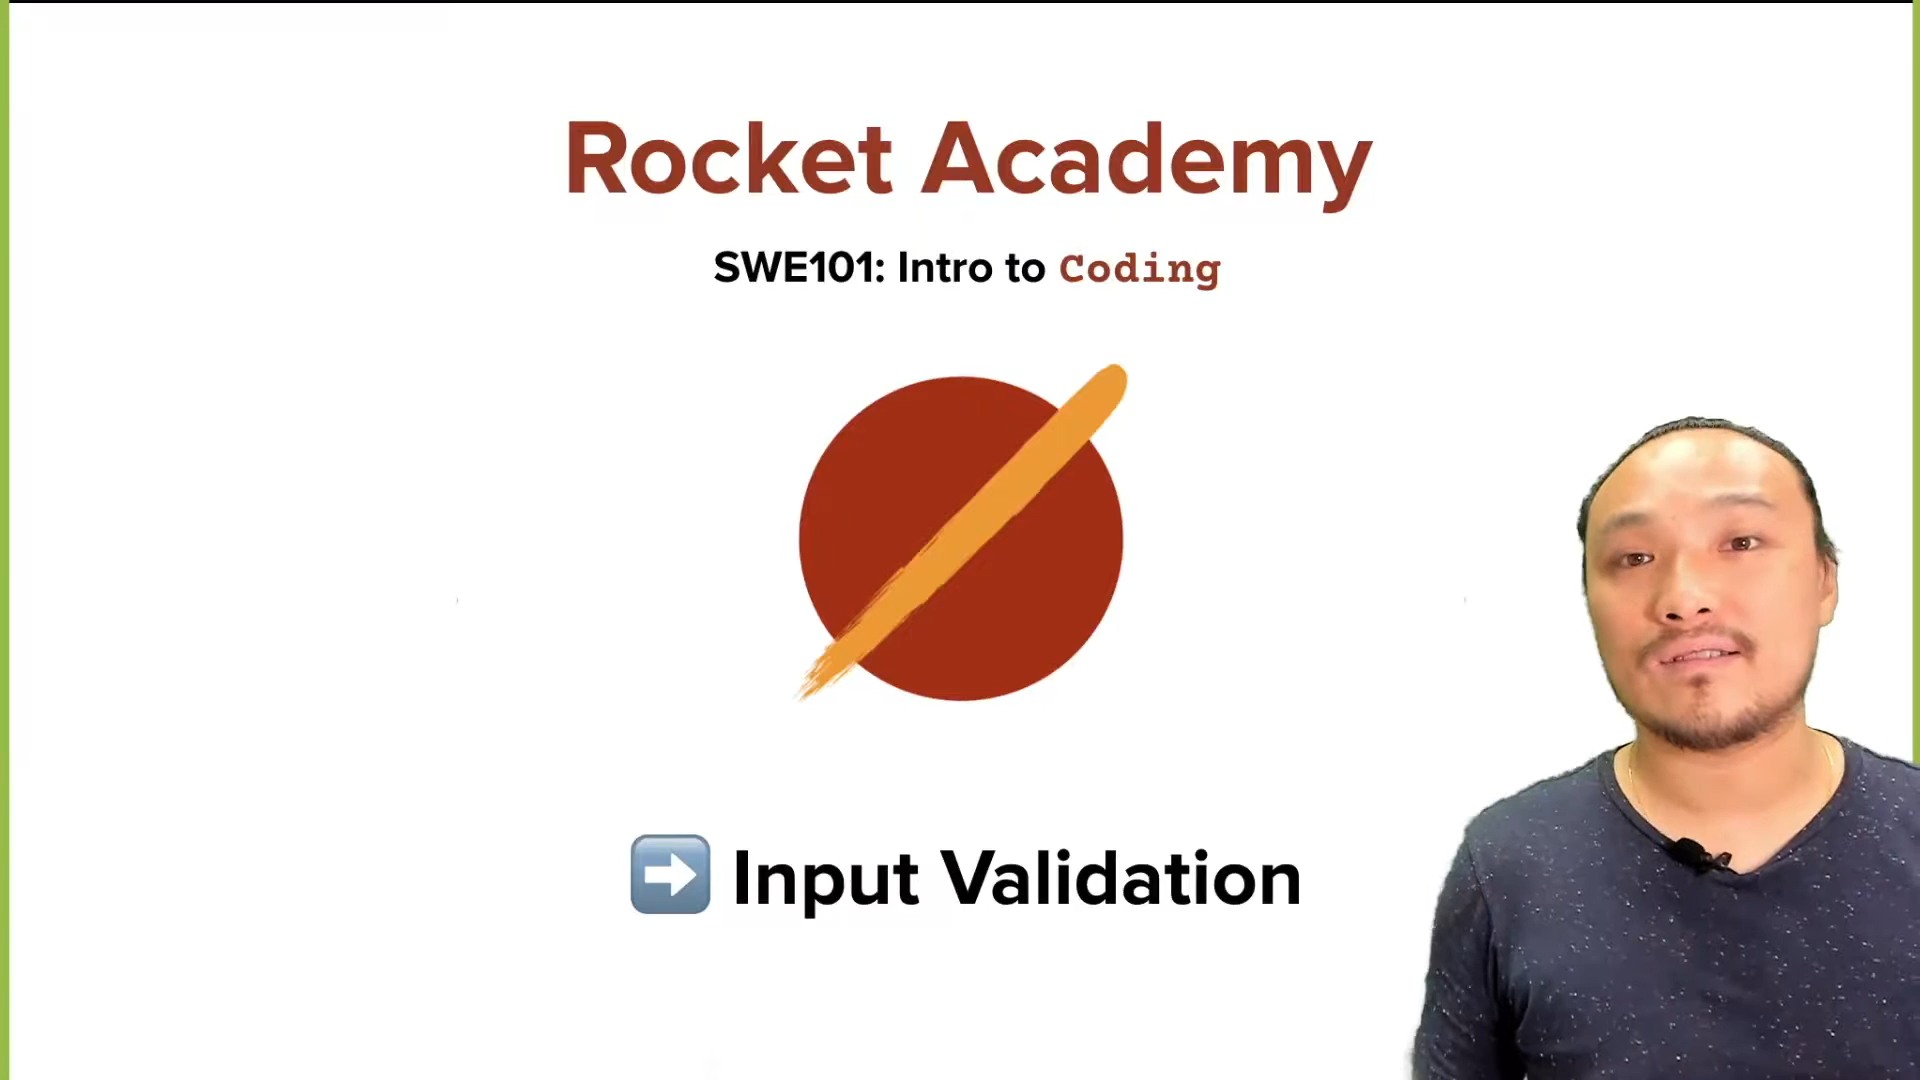 Rocket Academy
SWE101: Intro to Coding
➡️ Input Validation